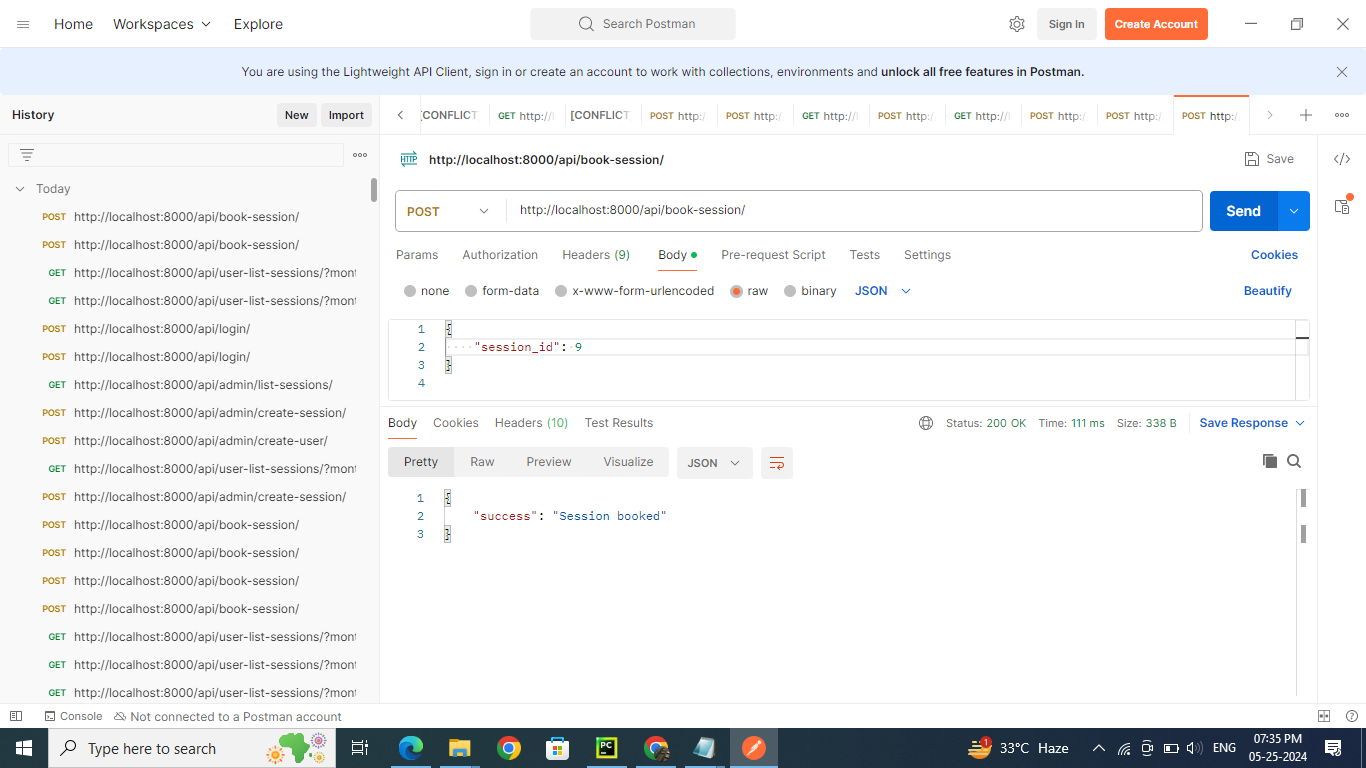 Home Workspaces Explore
Search Postman
Sign In
Create Account
You are using the Lightweight API Client, sign in or create an account to work with collections, environments and unlock all free features in Postman.
History
New
Import
[CONFLICT
GET http://l
[CONFLICT
POST http:/
POST http:/
GET http://l
POST http:/
GET http://l
POST http:/
POST http:/
POST http:/
Today
POST http://localhost:8000/api/book-session/
POST http://localhost:8000/api/book-session/
GET http://localhost:8000/api/user-list-sessions/?mont
GET http://localhost:8000/api/user-list-sessions/?mont
POST http://localhost:8000/api/login/
POST http://localhost:8000/api/login/
GET http://localhost:8000/api/admin/list-sessions/
POST http://localhost:8000/api/admin/create-session/
POST http://localhost:8000/api/admin/create-user/
GET http://localhost:8000/api/user-list-sessions/?mont
POST http://localhost:8000/api/admin/create-session/
POST http://localhost:8000/api/book-session/
POST http://localhost:8000/api/book-session/
POST http://localhost:8000/api/book-session/
POST http://localhost:8000/api/book-session/
GET http://localhost:8000/api/user-list-sessions/?mont
GET http://localhost:8000/api/user-list-sessions/?mont
GET http://localhost:8000/api/user-list-sessions/?mont
HTTP http://localhost:8000/api/book-session/
Save
POST http://localhost:8000/api/book-session/
Send
Params Authorization Headers (9) Body Pre-request Script Tests Settings
Cookies
none form-data x-www-form-urlencoded raw binary JSON
Beautify
1 {
2 "session_id": 9
3 }
4
Body Cookies Headers (10) Test Results
Status: 200 OK Time: 111 ms Size: 338 B
Save Response
Pretty Raw Preview Visualize JSON
1 {
2 "success": "Session booked"
3 }
Console Not connected to a Postman account
Type here to search
PC
1
33°C Haze
ENG
07:35 PM
05-25-2024